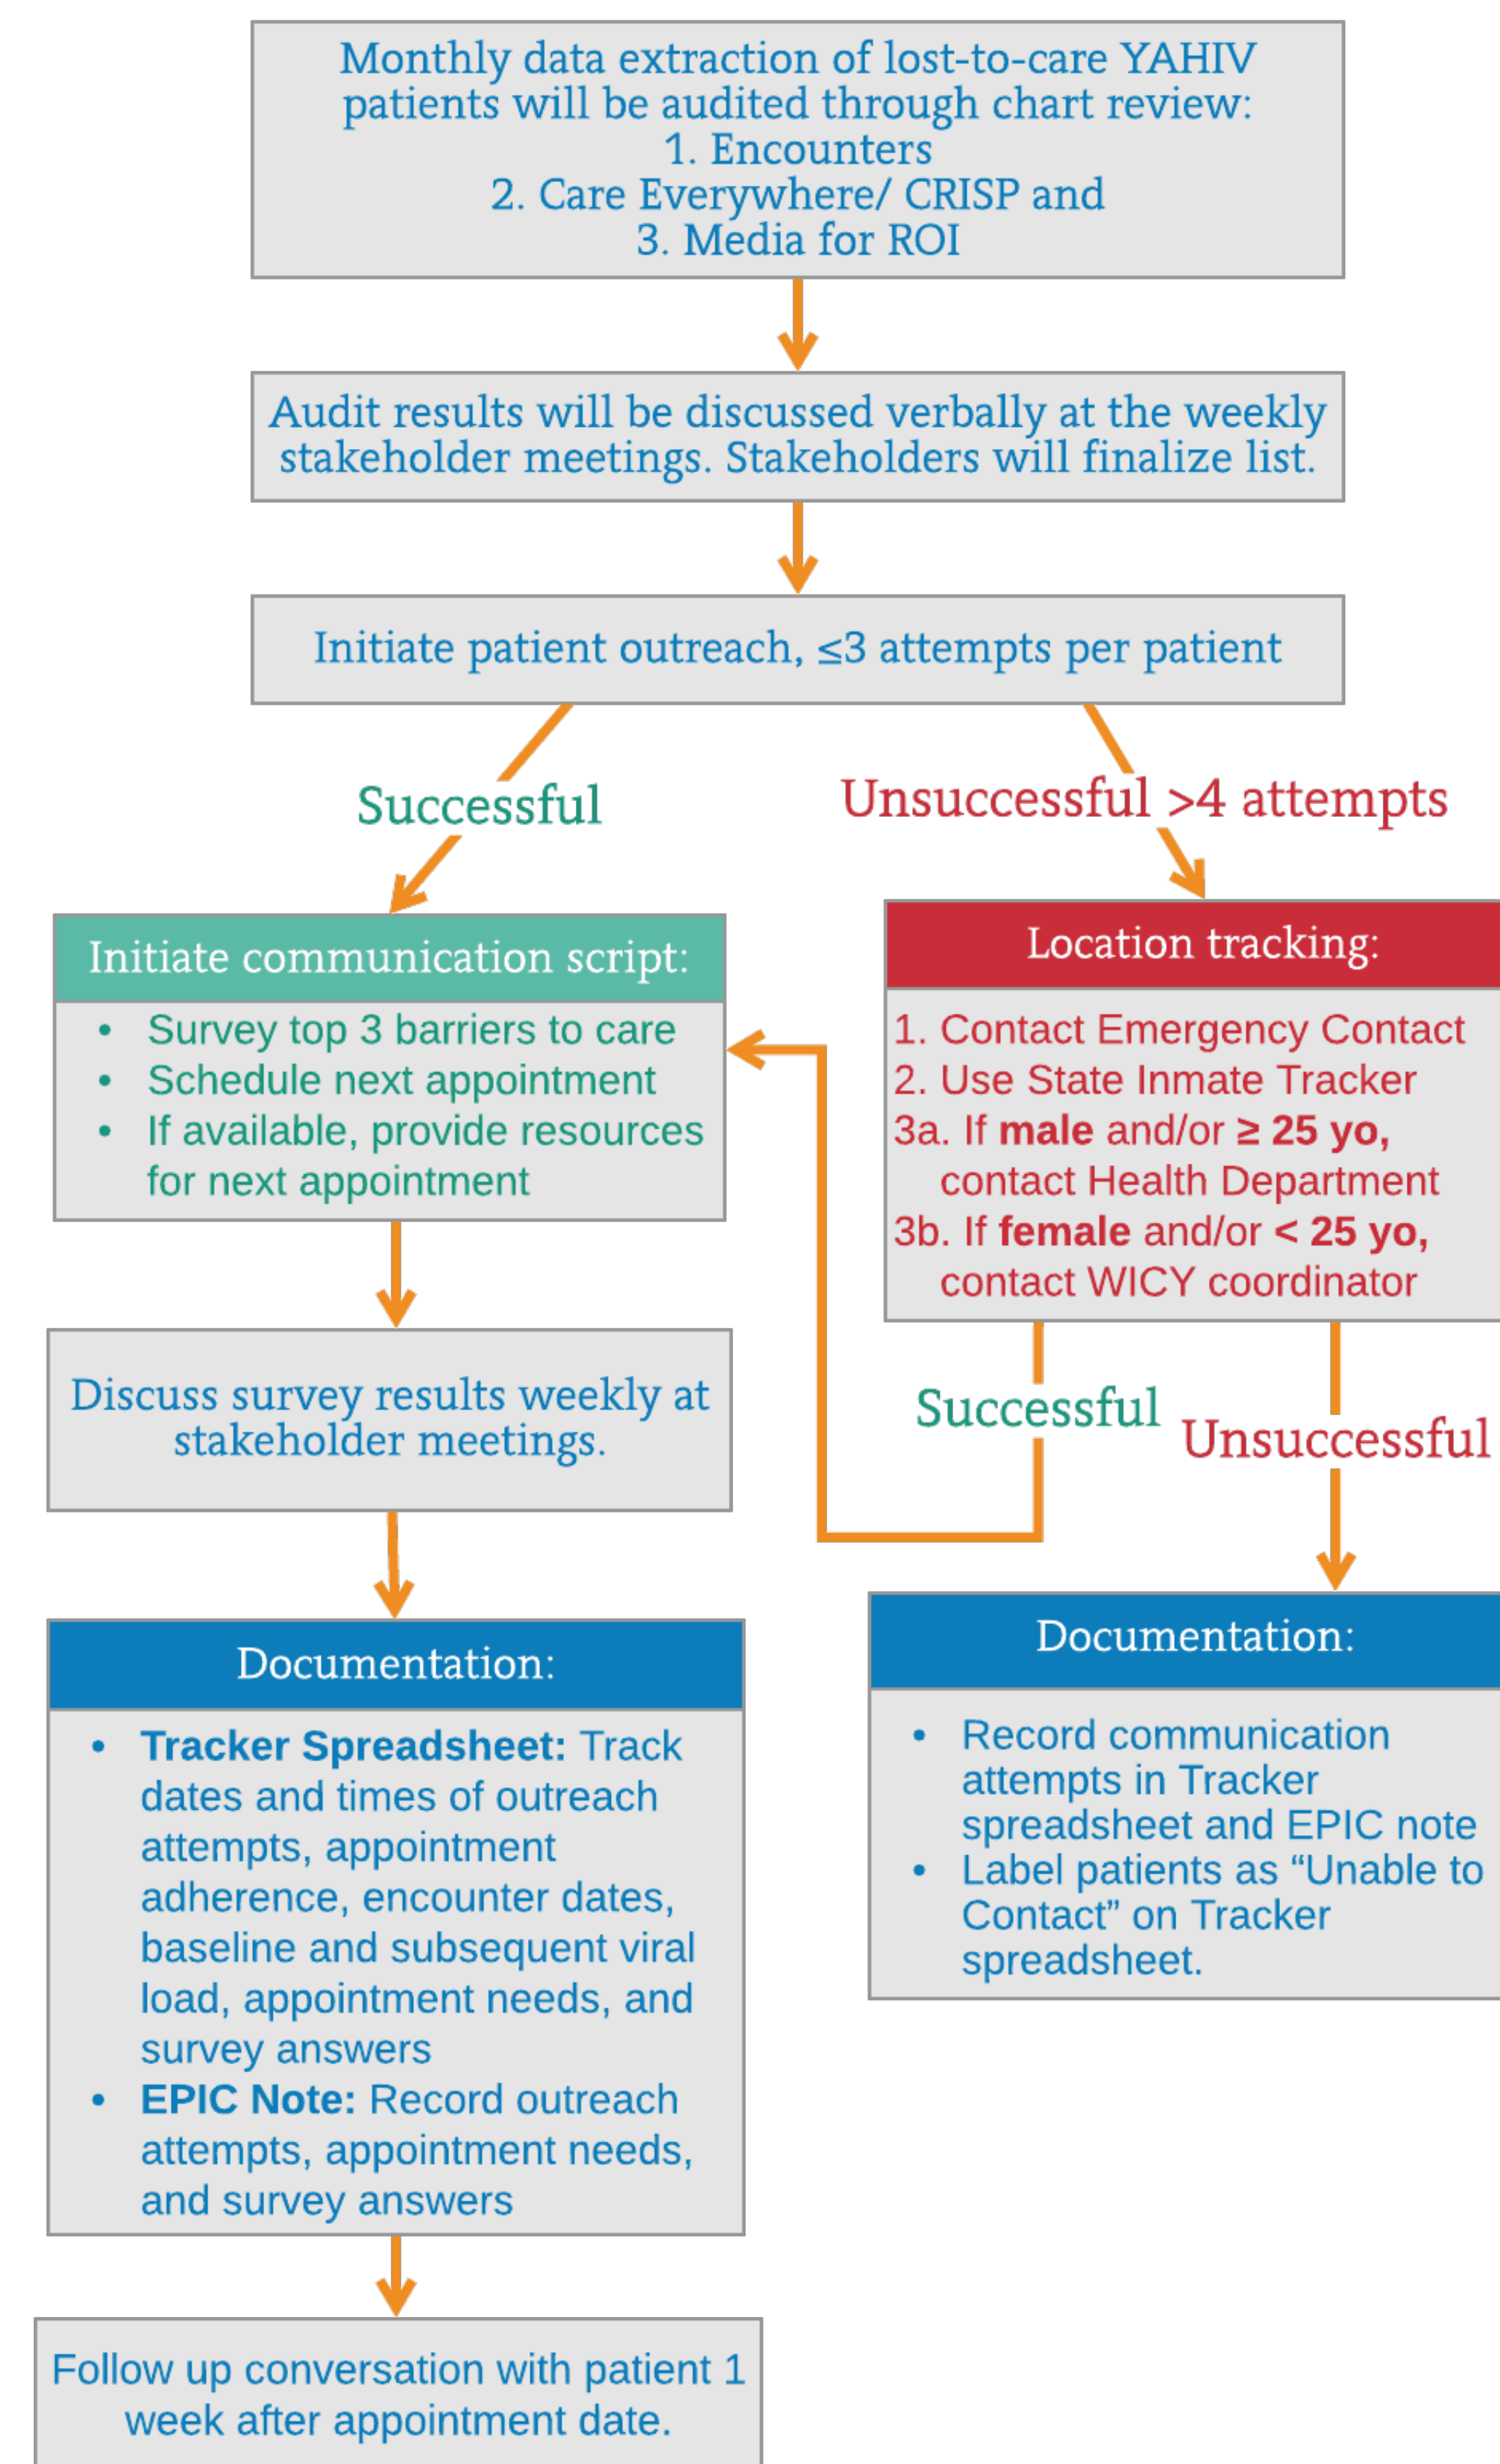 Monthly data extraction of lost-to-care YAHIV
patients will be audited through chart review:
1. Encounters
2. Care Everywhere/ CRISP and
3. Media for ROI
Audit results will be discussed verbally at the weekly
stakeholder meetings. Stakeholders will finalize list.
Initiate patient outreach, ≤3 attempts per patient
Successful
Unsuccessful >4 attempts
Initiate communication script:
• Survey top 3 barriers to care
• Schedule next appointment
• If available, provide resources
for next appointment
Location tracking:
1. Contact Emergency Contact
2. Use State Inmate Tracker
3a. If male and/or ≥ 25 yo,
contact Health Department
3b. If female and/or < 25 yo,
contact WICY coordinator
Successful
Unsuccessful
Discuss survey results weekly at
stakeholder meetings.
Documentation:
• Tracker Spreadsheet: Track
dates and times of outreach
attempts, appointment
adherence, encounter dates,
baseline and subsequent viral
load, appointment needs, and
survey answers
• EPIC Note: Record outreach
attempts, appointment needs,
and survey answers
Documentation:
• Record communication
attempts in Tracker
spreadsheet and EPIC note
• Label patients as “Unable to
Contact” on Tracker
spreadsheet.
Follow up conversation with patient 1
week after appointment date.